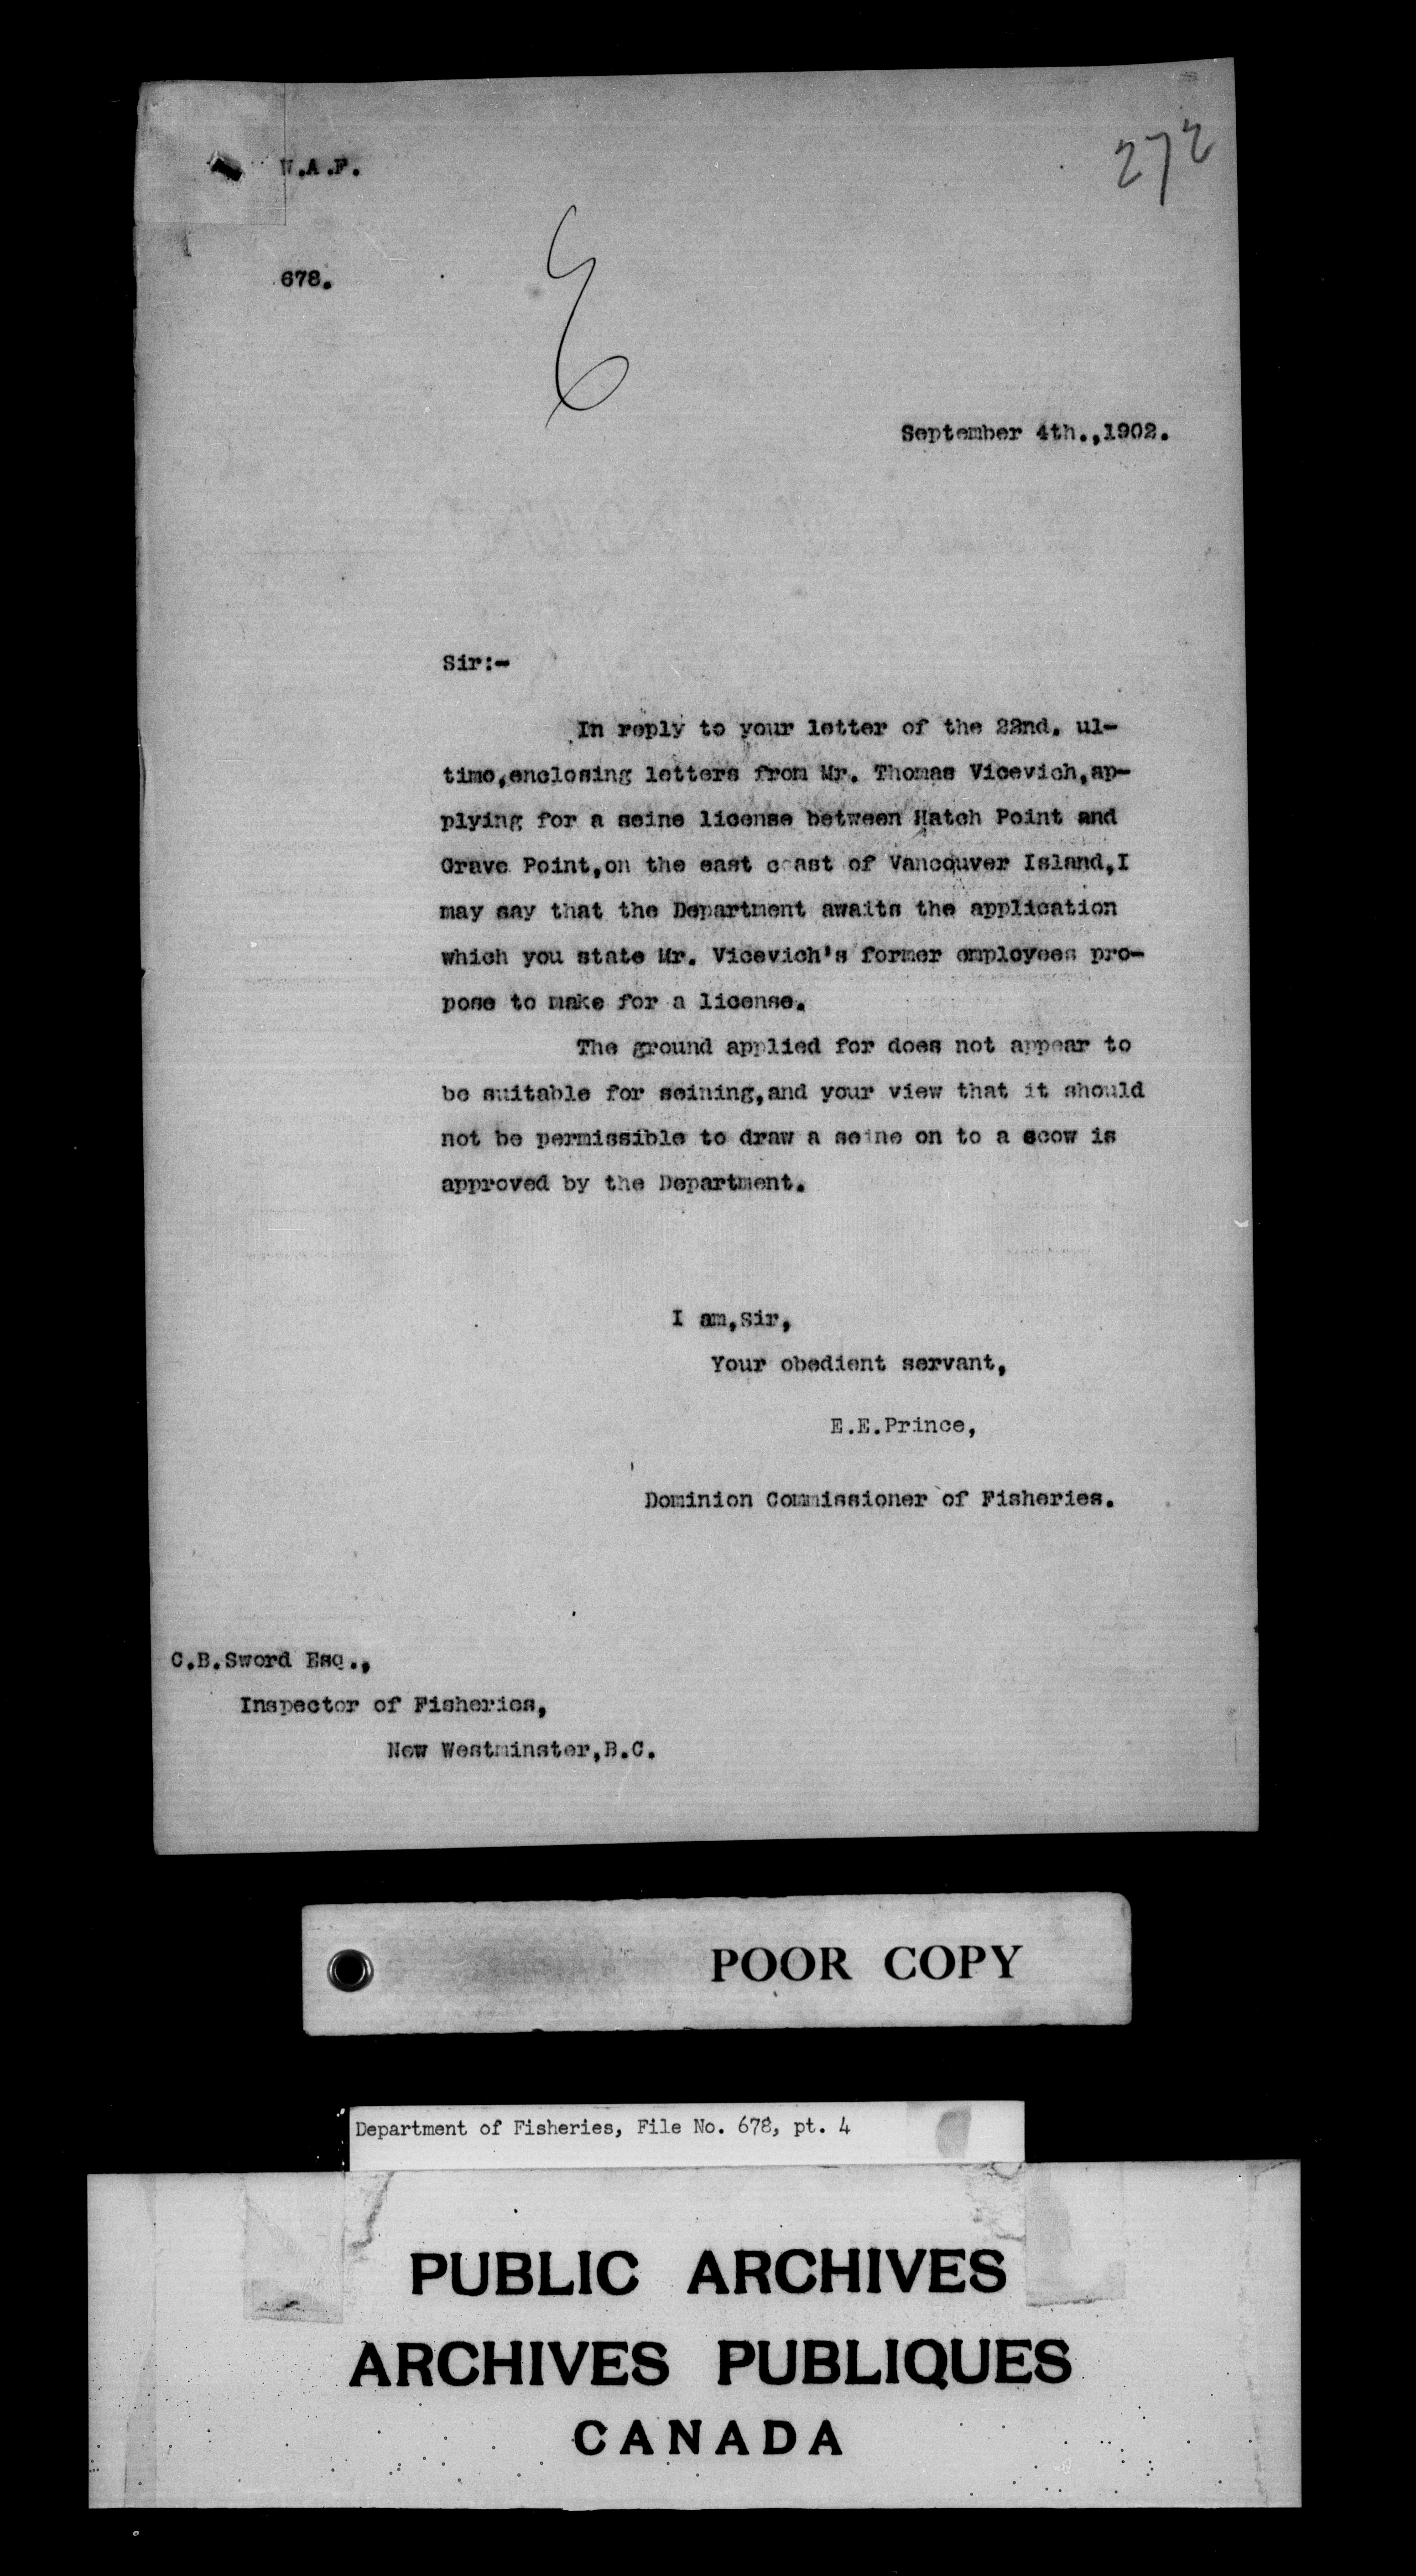 272
W.A.F.
678.
September 4th.,1902.
Sir:-
In reply to your letter of the 22nd. ul-
timo,enclosing letters from Mr. Thomas Vicevich,ap-
plying for a seine license between Hatch Point and
Grave Point,on the east coast of Vancouver Island,I
may say that the Department awaits the application
which you state Mr. Vicevich's former employees pro-
pose to make for a license.
The ground applied for does not appear to
be suitable for seining,and your view that it should
not be permissible to draw a seine on to a scow is
approved by the Department.
I am,Sir,
Your obedient servant,
E.E.Prince,
Dominion Commissioner of Fisheries.
C.B.Sword Esq.,
Inspector of Fisheries,
New Westminster,B.C.
POOR COPY
Department of Fisheries, File No. 678, pt. 4
PUBLIC ARCHIVES
ARCHIVES PUBLIQUES
CANADA